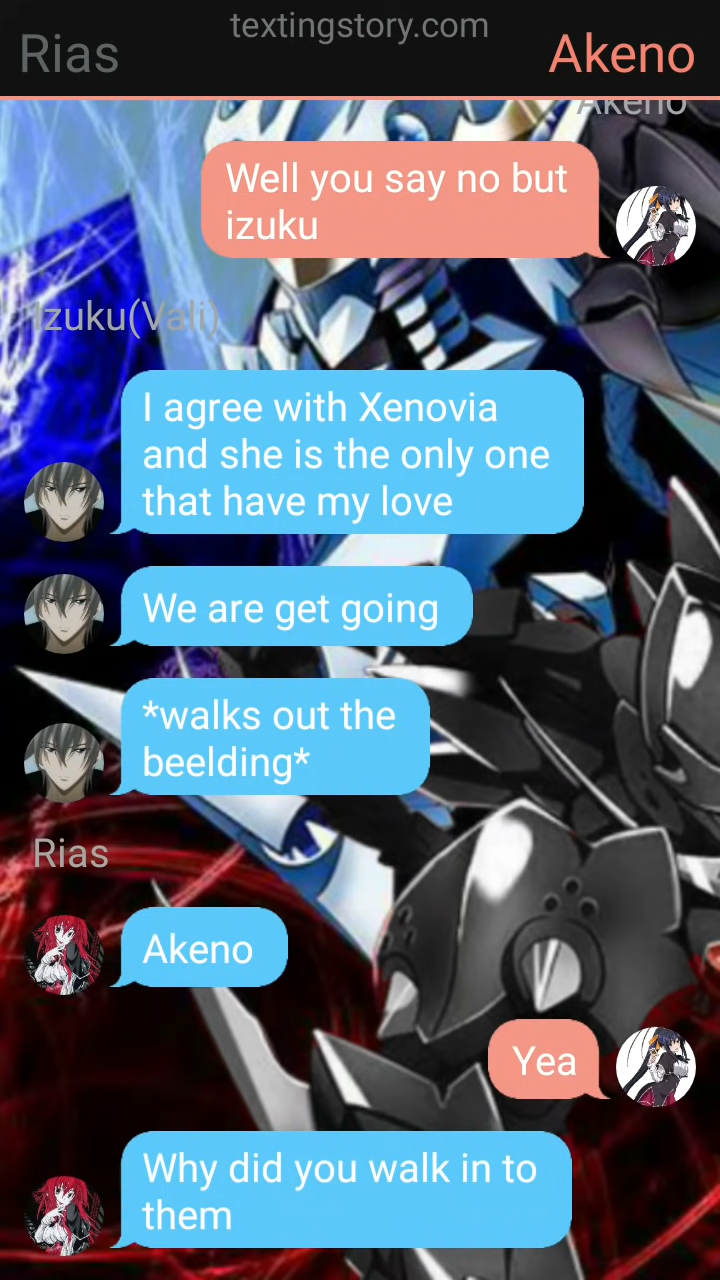 textingstory.com
Rias
Akeno
Akeno
Well you say no but
izuku
Izuku(Vali)
I agree with Xenovia
and she is the only one
that have my love
We are get going
*walks out the
beelding*
Rias
Akeno
Yea
Why did you walk in to
them